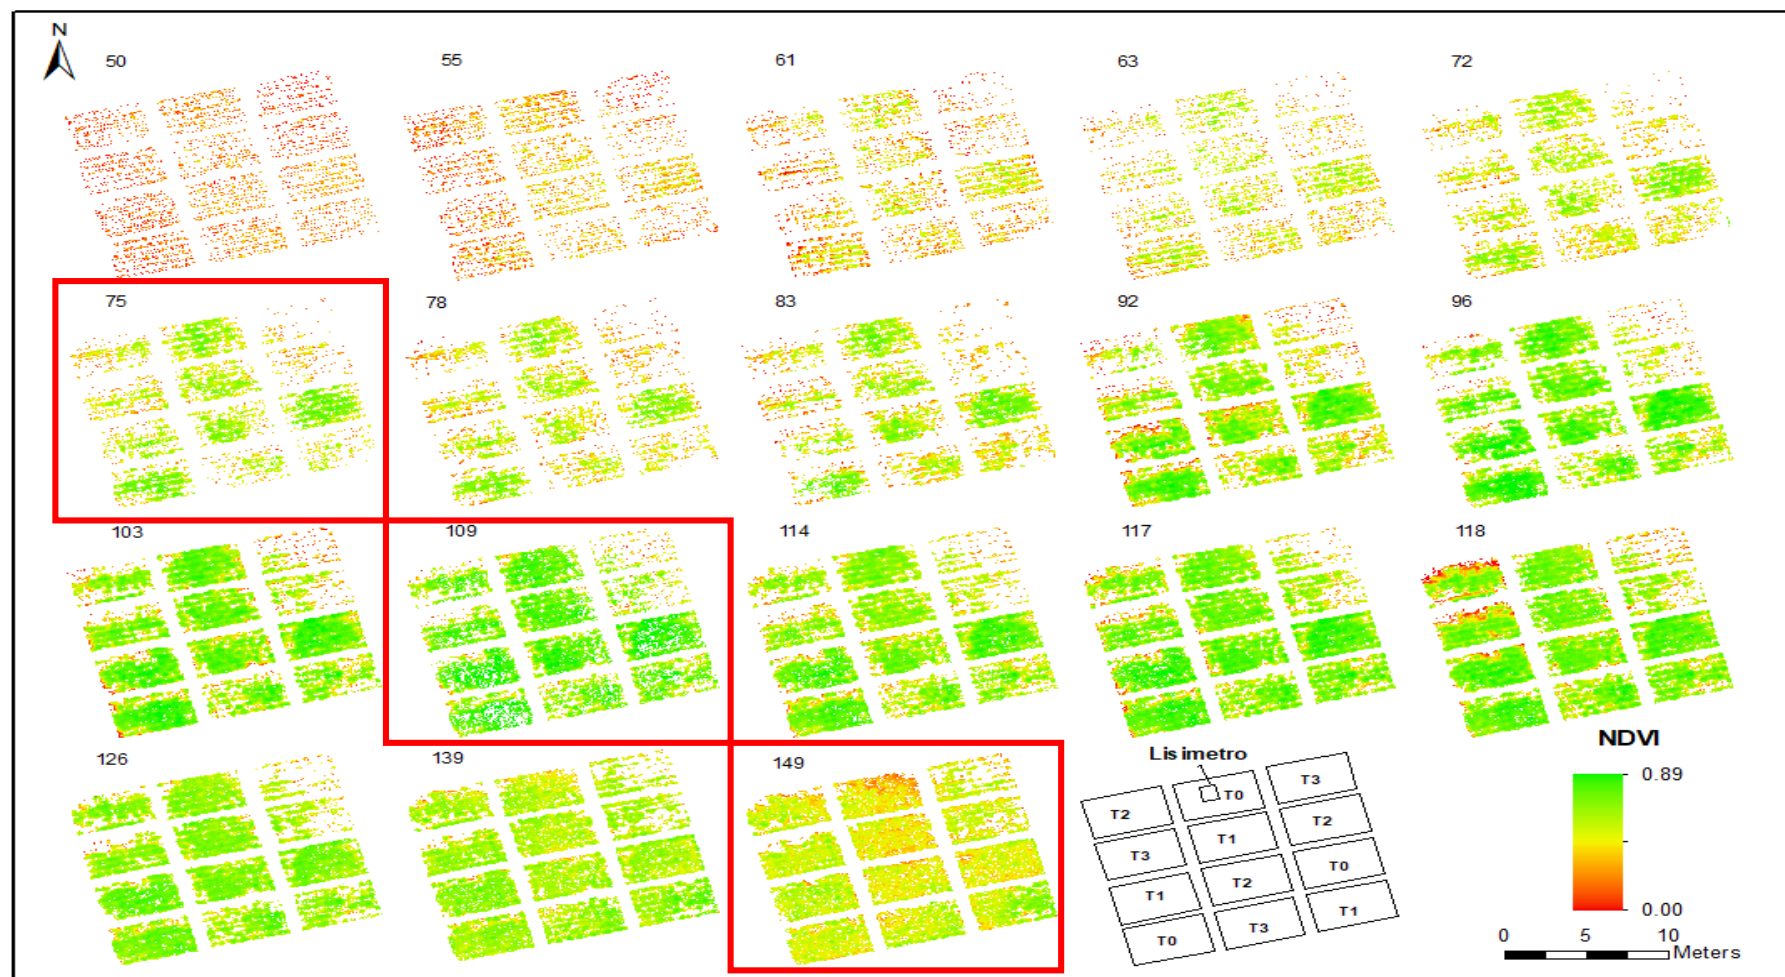 N
50 55 61 63 72
75 78 83 92 96
103 109 114 117 118
126 139 149
Lisimetro
T3
T0
T2
T2
T1
T3
T0
T2
T1
T1
T3
T0
NDVI
0.89
0.00
0 5 10
Meters